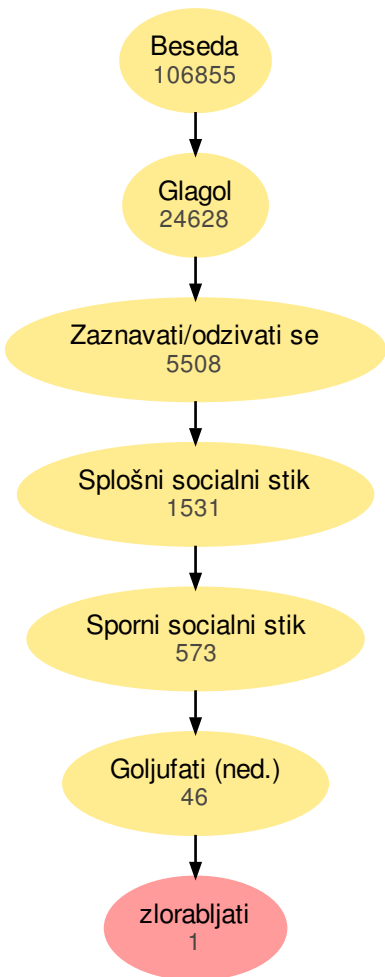 Beseda
106855
Glagol
24628
Zaznavati/odzivati se
5508
Splošni socialni stik
1531
Sporni socialni stik
573
Goljufati (ned.)
46
zlorabljati
1